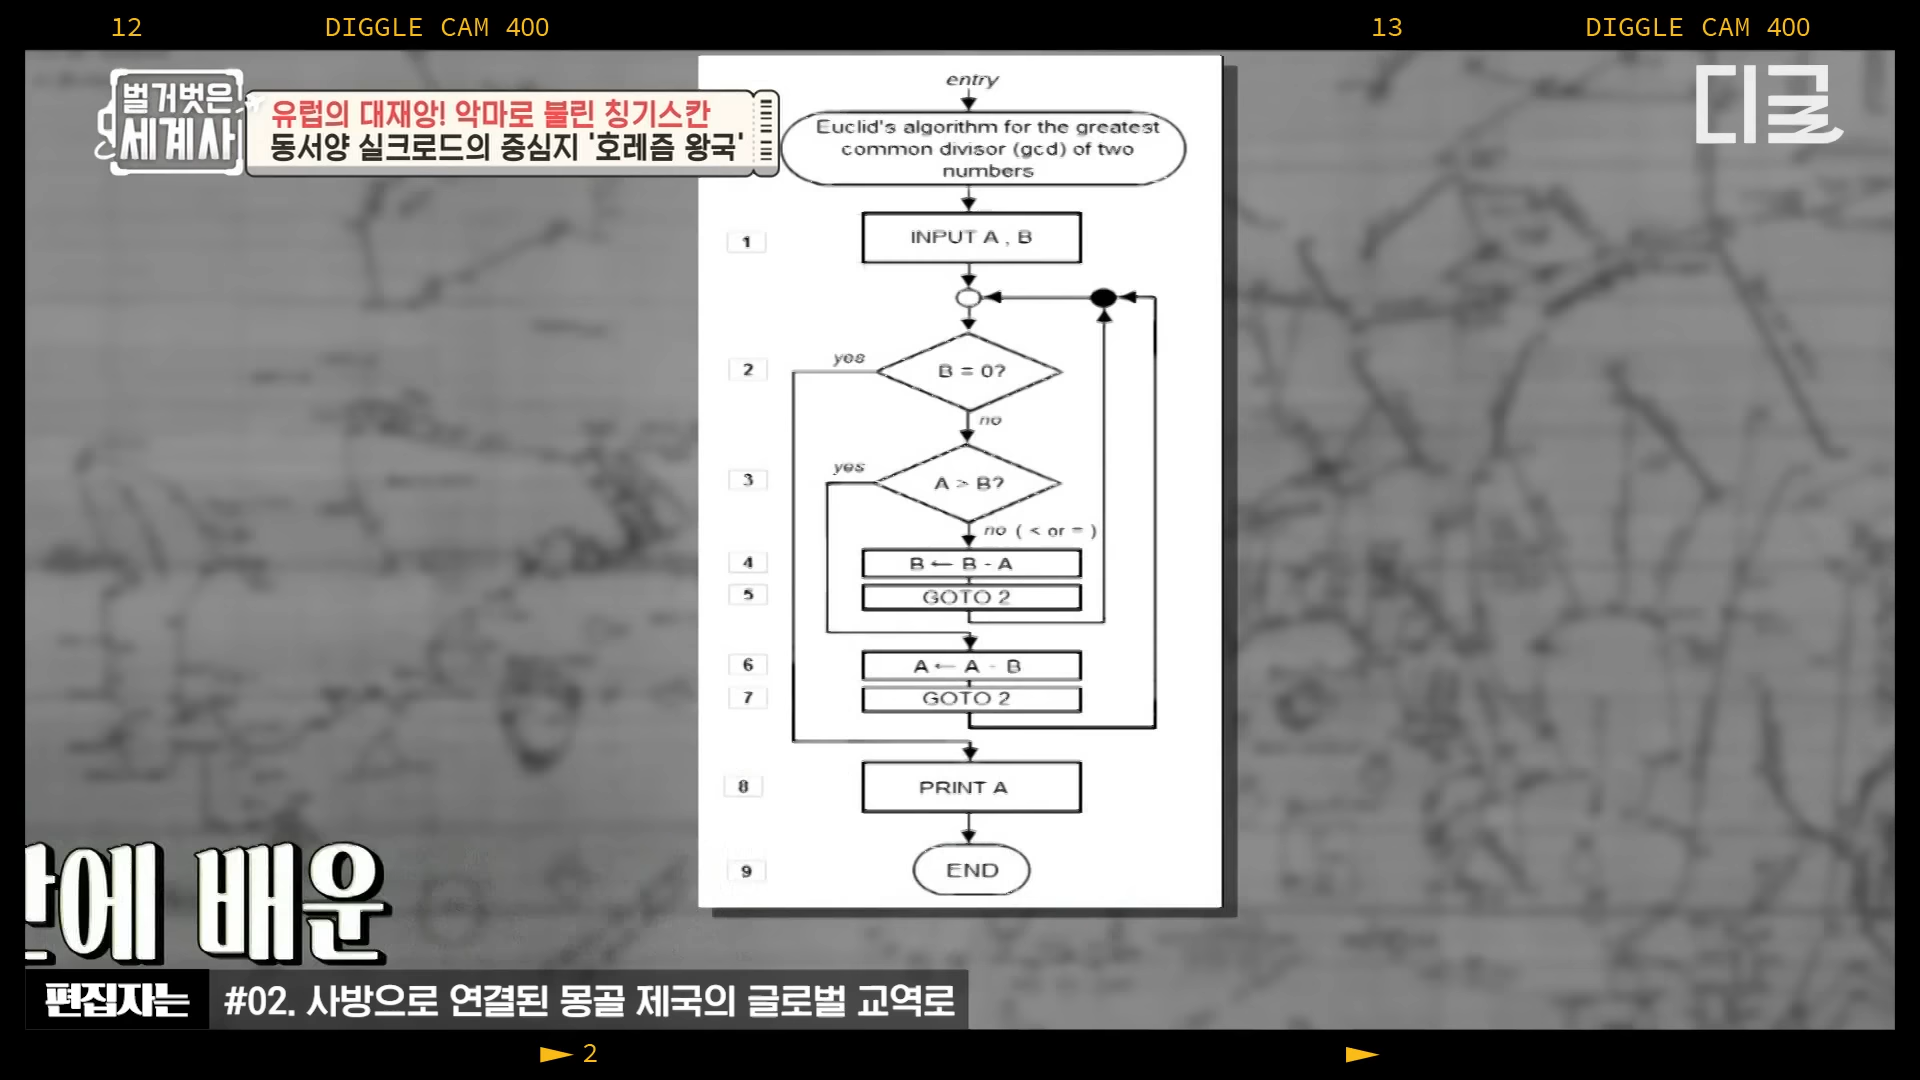 12
DIGGLE CAM 400
13
DIGGLE CAM 400
벌거벗은
세계사
유럽의 대재앙! 악마로 불린 칭기스칸
동서양 실크로드의 중심지 '호레즘 왕국'
디글
entry
Euclid's algorithm for the greatest
common divisor (gcd) of two
numbers
1
INPUT A , B
yes
2
B = 0?
no
yes
3
A > B?
no ( < or = )
4
B ← B - A
5
GOTO 2
6
A ← A - B
7
GOTO 2
8
PRINT A
9
END
에 배운
편집자는
#02. 사방으로 연결된 몽골 제국의 글로벌 교역로
2